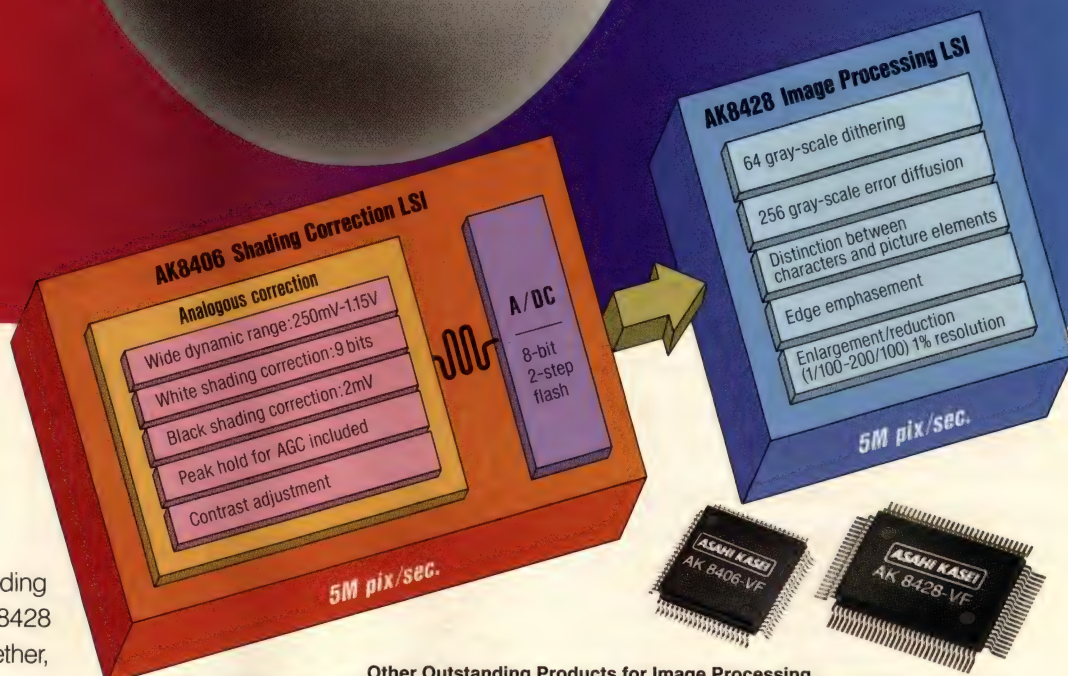 AK8406 Shading Correction LSI
Analogous correction
Wide dynamic range:250mV-1.15V
White shading correction:9 bits
Black shading correction:2mV
Peak hold for AGC included
Contrast adjustment
A/DC
8-bit
2-step
flash
5M pix/sec.
AK8428 Image Processing LSI
64 gray-scale dithering
256 gray-scale error diffusion
Distinction between
characters and picture elements
Edge emphasement
Enlargement/reduction
(1/100-200/100) 1% resolution
5M pix/sec.
ASAHI KASEI
AK 8406-VF
ASAHI KASEI
AK 8428-VF
ding
8428
ether,
Other Outstanding Products for Image Processing